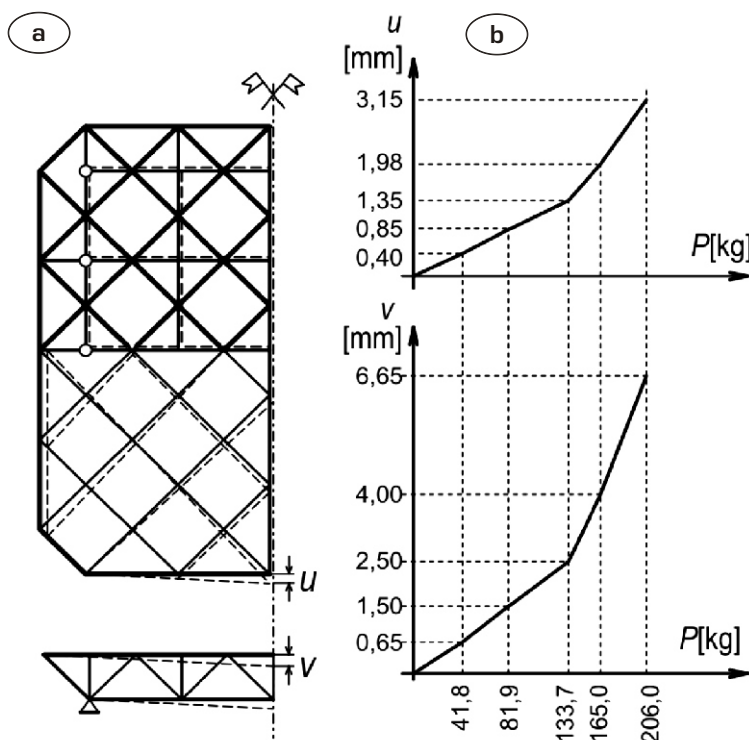 a
u
v
b
u
[mm]
3,15
1,98
1,35
0,85
0,40
P[kg]
v
[mm]
6,65
4,00
2,50
1,50
0,65
P[kg]
41,8
81,9
133,7
165,0
206,0